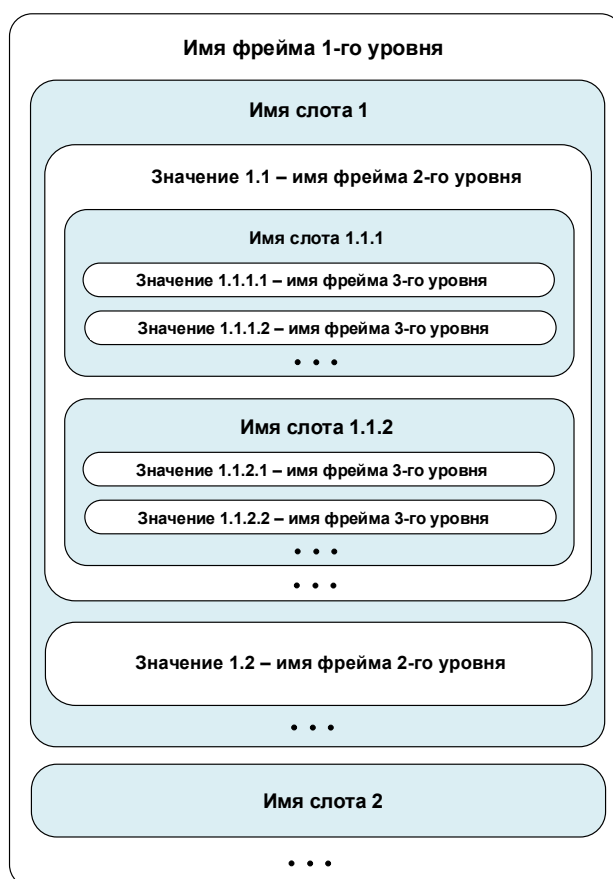 Имя фрейма 1-го уровня
Имя слота 1
Значение 1.1 – имя фрейма 2-го уровня
Имя слота 1.1.1
Значение 1.1.1.1 – имя фрейма 3-го уровня
Значение 1.1.1.2 – имя фрейма 3-го уровня
• • •
Имя слота 1.1.2
Значение 1.1.2.1 – имя фрейма 3-го уровня
Значение 1.1.2.2 – имя фрейма 3-го уровня
• • •
• • •
Значение 1.2 – имя фрейма 2-го уровня
• • •
Имя слота 2
• • •